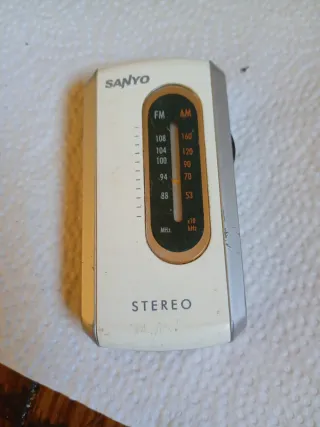 SANYO
FM AM
108 160
104 120
100 90
94 70
88 53
MHz x10 kHz
STEREO